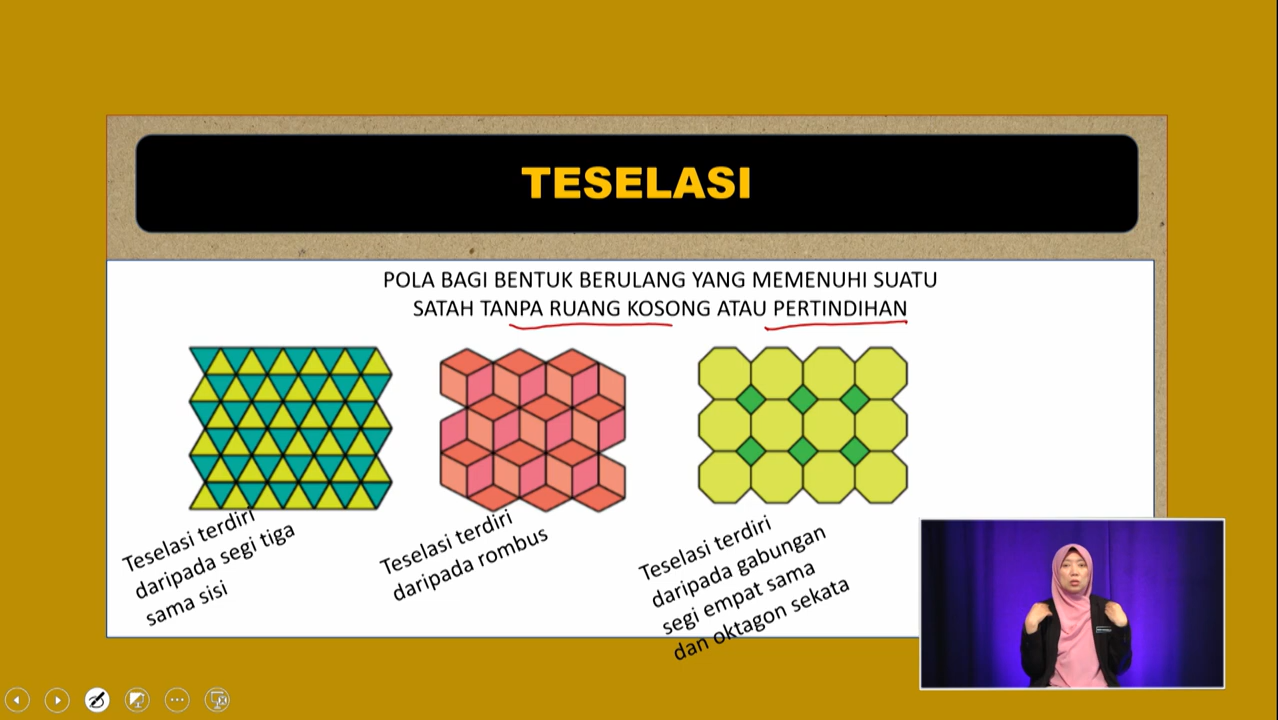 TESELASI
POLA BAGI BENTUK BERULANG YANG MEMENUHI SUATU
SATAH TANPA RUANG KOSONG ATAU PERTINDIHAN
Teselasi terdiri
daripada segi tiga
sama sisi
Teselasi terdiri
daripada rombus
Teselasi terdiri
daripada gabungan
segi empat sama
dan oktagon sekata